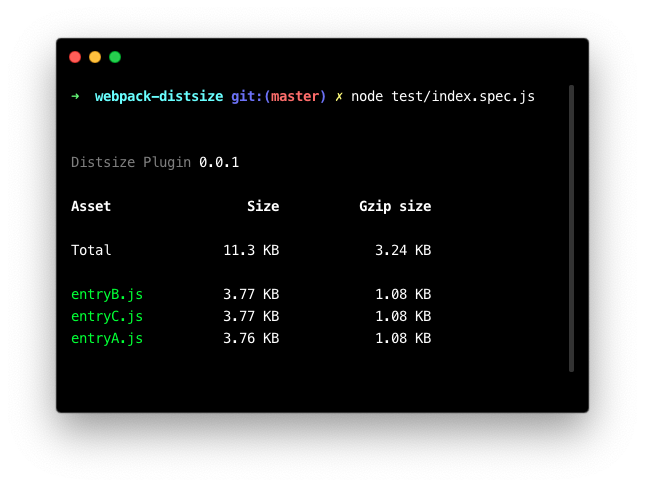 ➜ webpack-distsize git:(master) ✗ node test/index.spec.js
Distsize Plugin 0.0.1
Asset Size Gzip size
Total 11.3 KB 3.24 KB
entryB.js 3.77 KB 1.08 KB
entryC.js 3.77 KB 1.08 KB
entryA.js 3.76 KB 1.08 KB